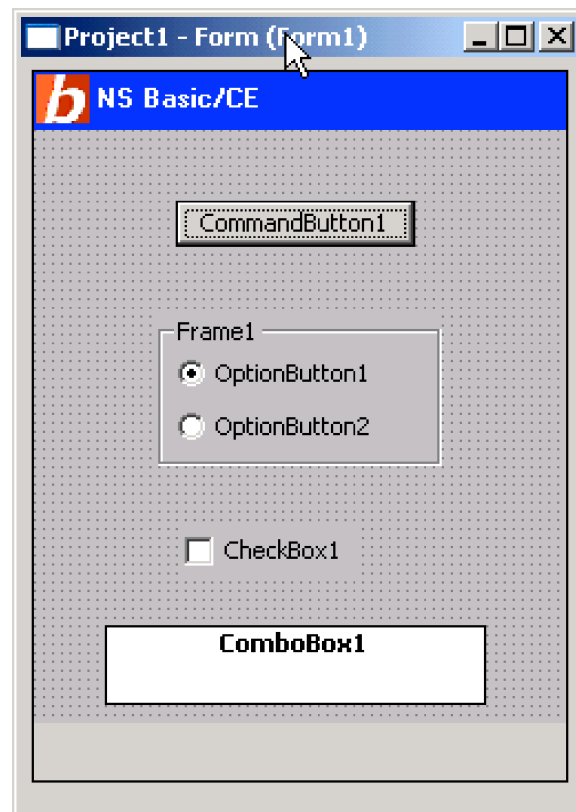 Project1 - Form (Form1)
b NS Basic/CE
CommandButton1
Frame1
OptionButton1
OptionButton2
CheckBox1
ComboBox1